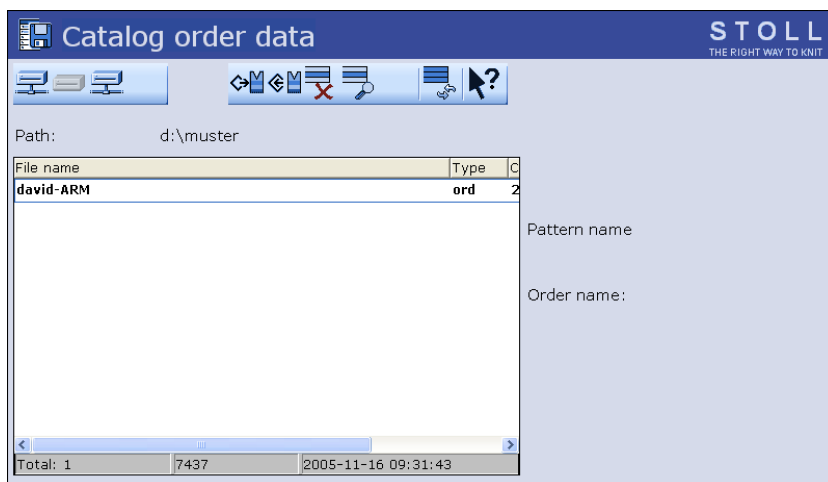 Catalog order data
STOLL
THE RIGHT WAY TO KNIT
?
Path: d:\muster
File name Type C
david-ARM ord 2
Pattern name
Order name:
Total: 1 7437 2005-11-16 09:31:43